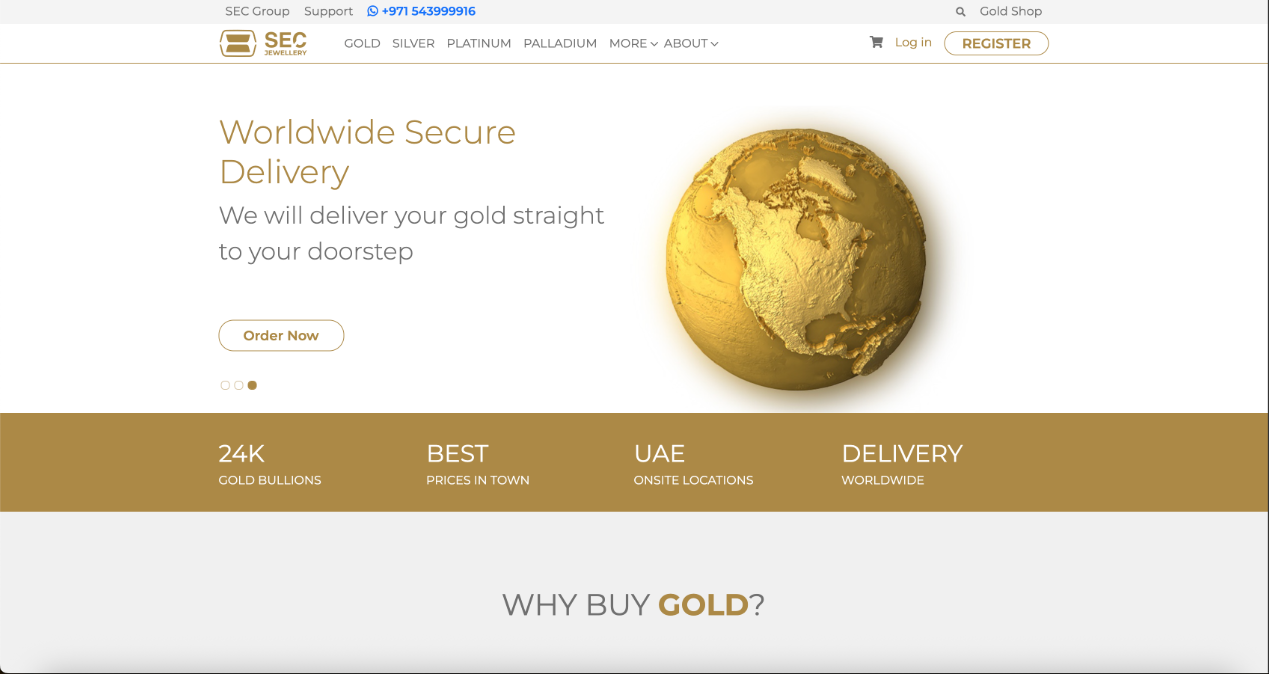 SEC Group Support +971 543999916 Gold Shop
SEC
JEWELLERY
GOLD SILVER PLATINUM PALLADIUM MORE ABOUT Log in REGISTER
Worldwide Secure
Delivery
We will deliver your gold straight
to your doorstep
Order Now
24K BEST UAE DELIVERY
GOLD BULLIONS PRICES IN TOWN ONSITE LOCATIONS WORLDWIDE
WHY BUY GOLD?